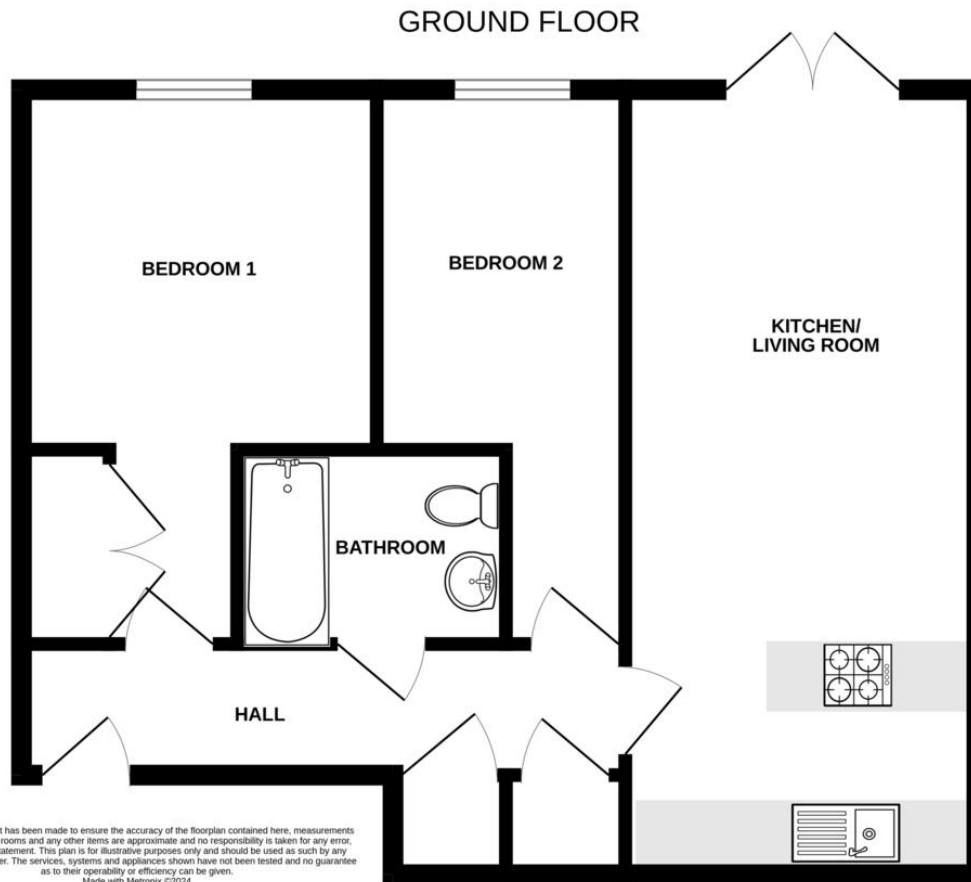 GROUND FLOOR
BEDROOM 1
BEDROOM 2
KITCHEN/
LIVING ROOM
BATHROOM
HALL
has been made to ensure the accuracy of the floorplan contained here, measurements
rooms and any other items are approximate and no responsibility is taken for any error,
This plan is for illustrative purposes only and should be used as such by any
The services, systems and appliances shown have not been tested and no guarantee
as to their operability or efficiency can be given.
Made with Metropix ©2024